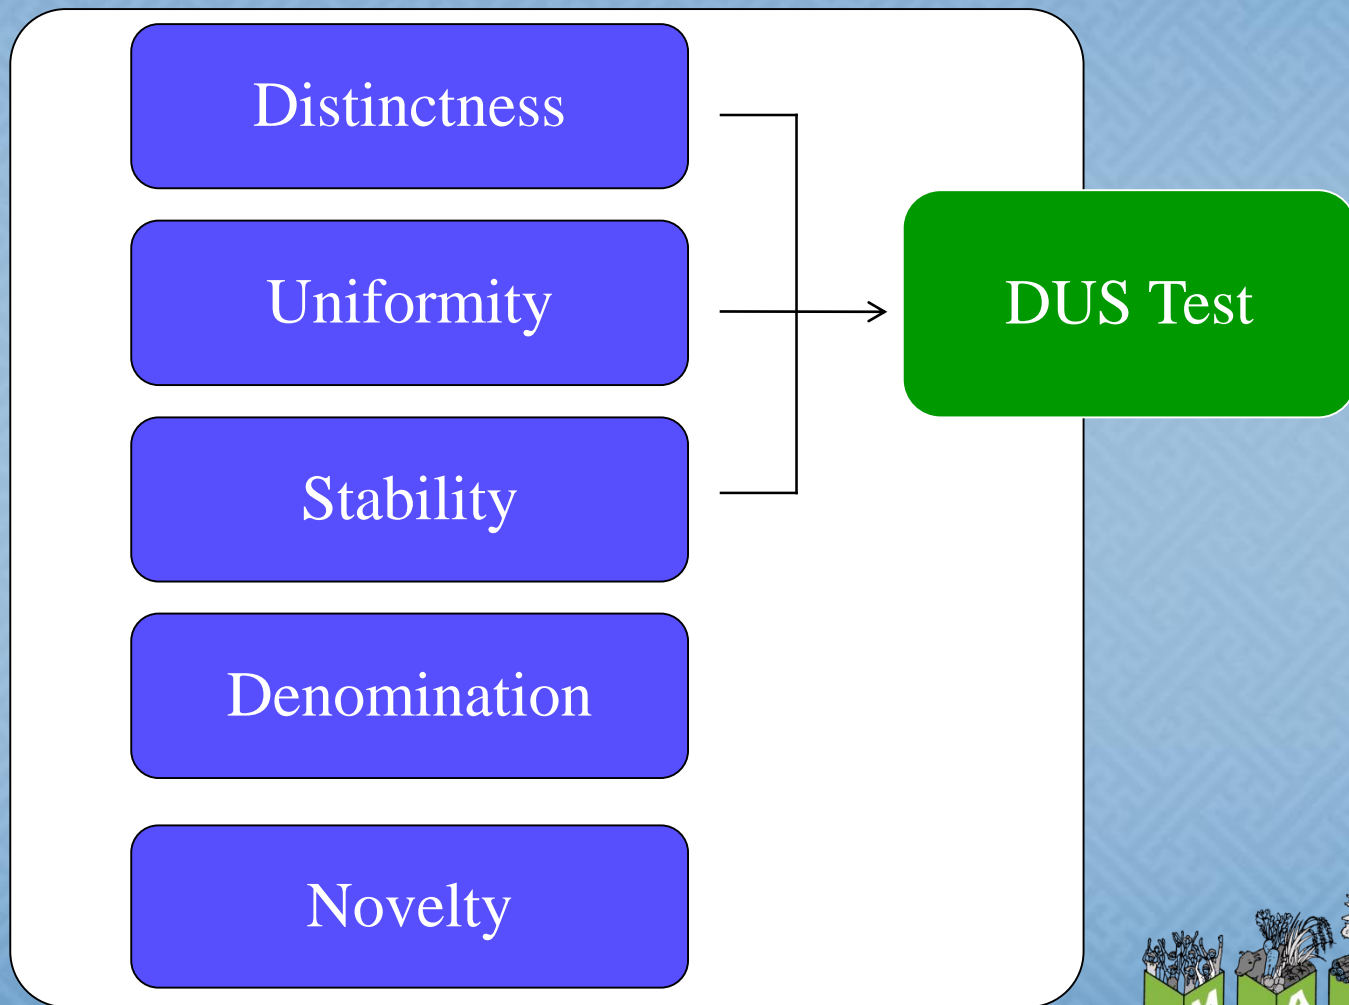 Distinctness
Uniformity
DUS Test
Stability
Denomination
Novelty
M
A